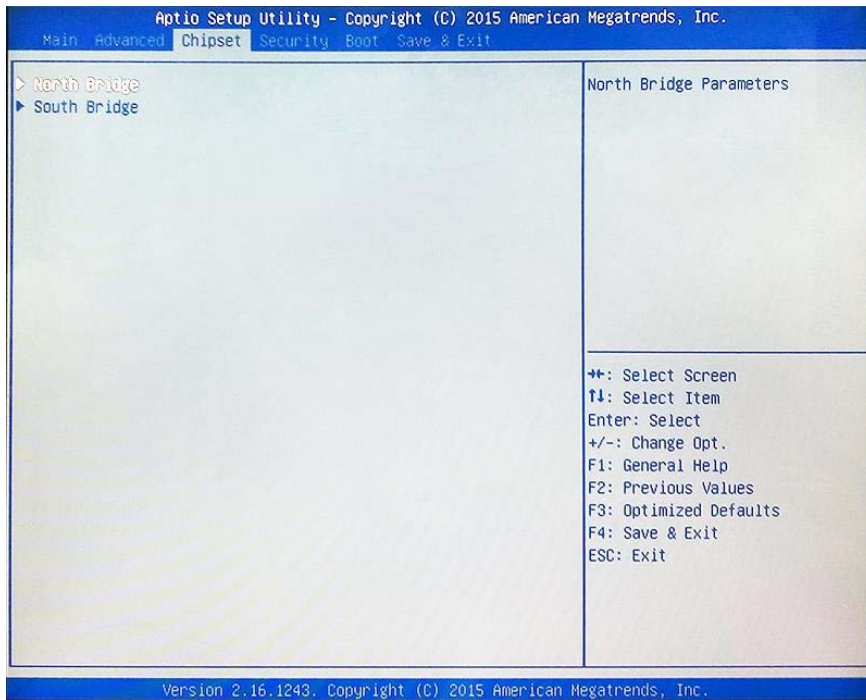 Aptio Setup Utility - Copyright (C) 2015 American Megatrends, Inc.
Main Advanced Chipset Security Boot Save & Exit
North Bridge
South Bridge
North Bridge Parameters
→←: Select Screen
↑↓: Select Item
Enter: Select
+/-: Change Opt.
F1: General Help
F2: Previous Values
F3: Optimized Defaults
F4: Save & Exit
ESC: Exit
Version 2.16.1243. Copyright (C) 2015 American Megatrends, Inc.